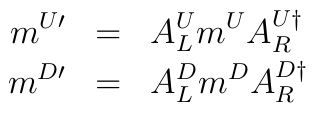 $m^{U\prime} = A_L^U m^U A_R^{U\dagger}$
$m^{D\prime} = A_L^D m^D A_R^{D\dagger}$